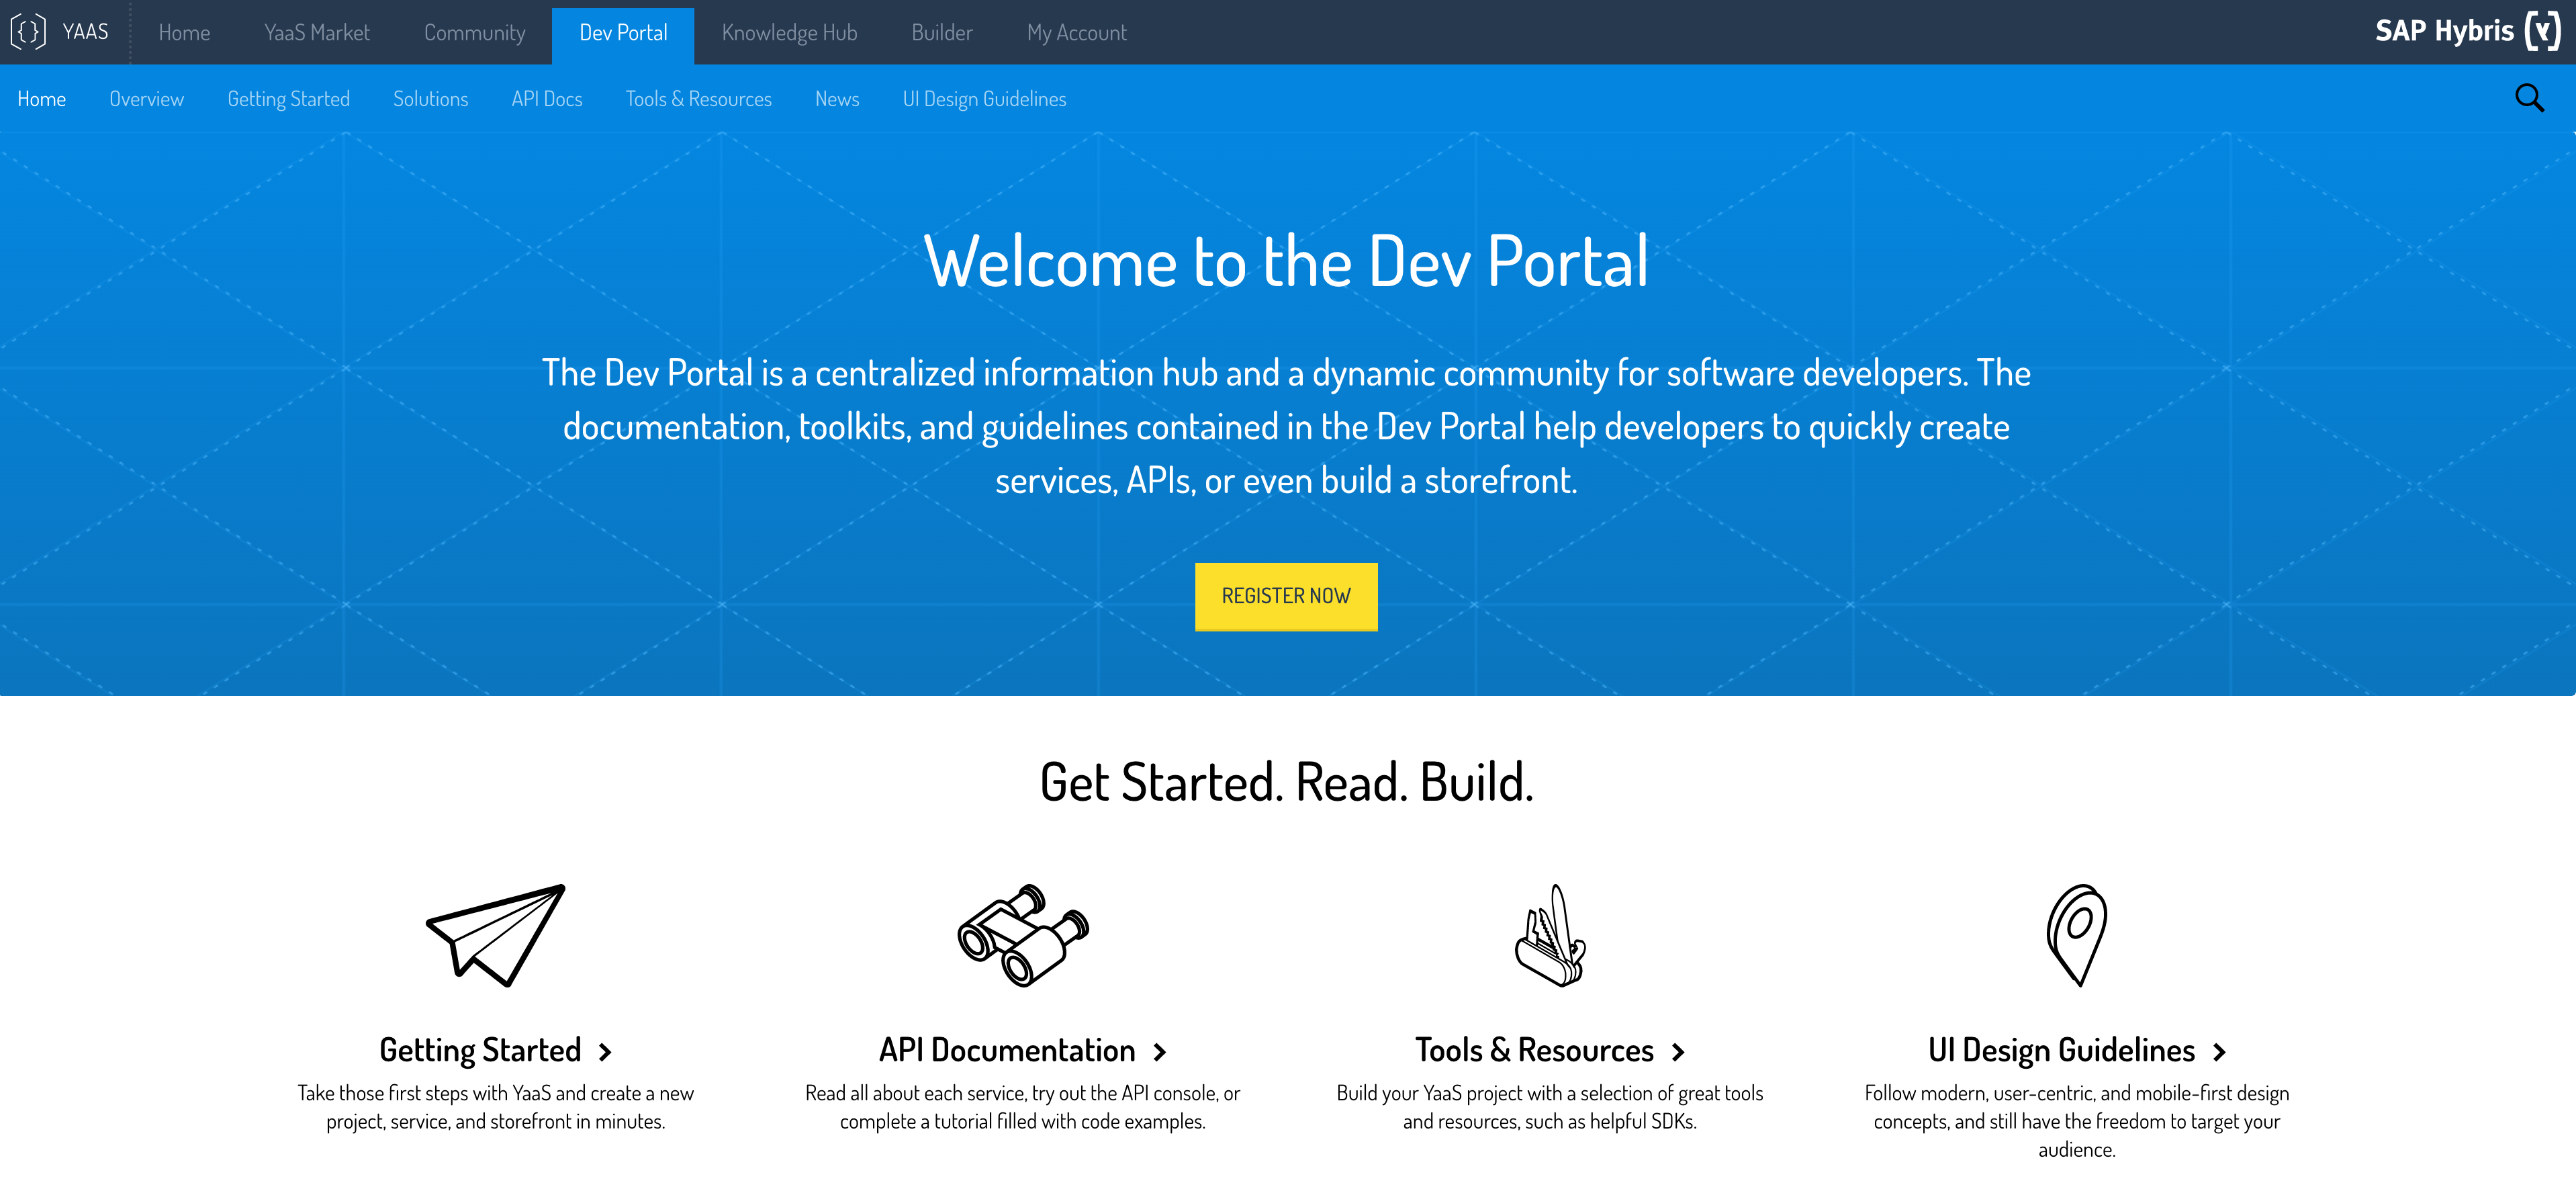 YAAS Home YaaS Market Community Dev Portal Knowledge Hub Builder My Account SAP Hybris
Home Overview Getting Started Solutions API Docs Tools & Resources News UI Design Guidelines
Welcome to the Dev Portal
The Dev Portal is a centralized information hub and a dynamic community for software developers. The
documentation, toolkits, and guidelines contained in the Dev Portal help developers to quickly create
services, APIs, or even build a storefront.
REGISTER NOW
Get Started. Read. Build.
Getting Started
Take those first steps with YaaS and create a new
project, service, and storefront in minutes.
API Documentation
Read all about each service, try out the API console, or
complete a tutorial filled with code examples.
Tools & Resources
Build your YaaS project with a selection of great tools
and resources, such as helpful SDKs.
UI Design Guidelines
Follow modern, user-centric, and mobile-first design
concepts, and still have the freedom to target your
audience.